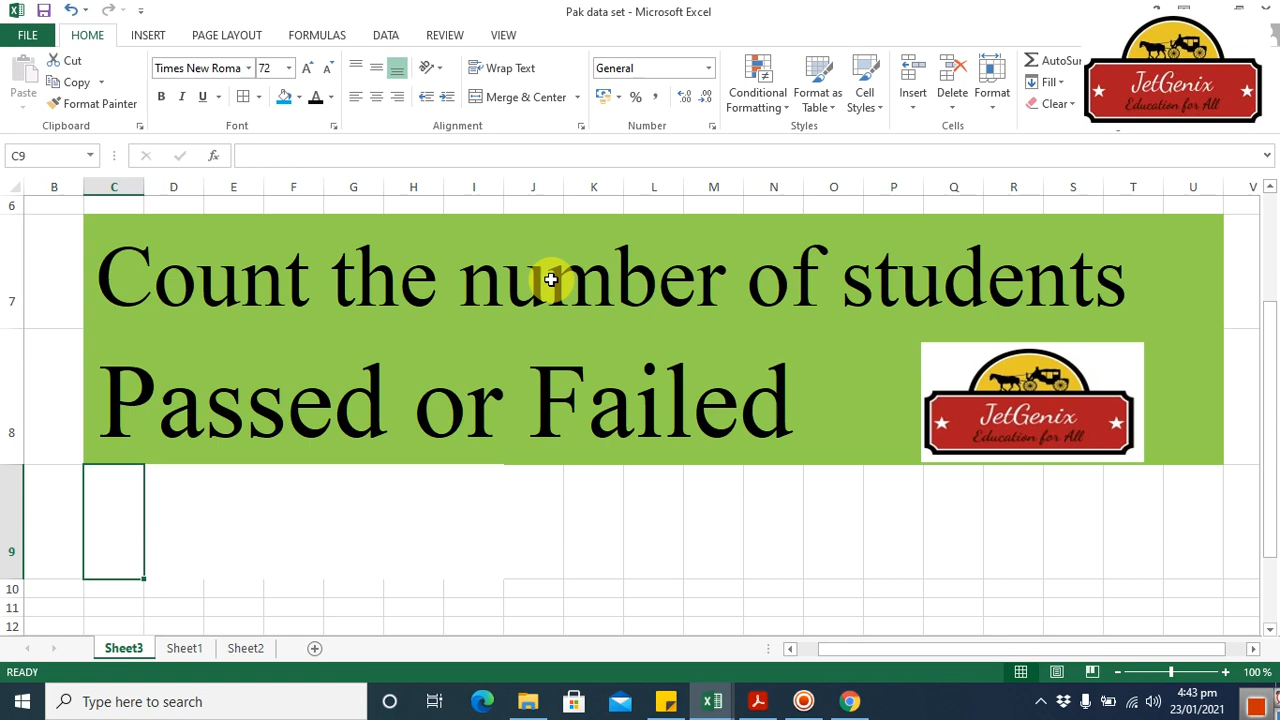 Pak data set - Microsoft Excel
FILE HOME INSERT PAGE LAYOUT FORMULAS DATA REVIEW VIEW
Cut
Copy
Format Painter
Paste
Times New Roma 72
B I U
Wrap Text
Merge & Center
General
Conditional Formatting
Format as Table
Cell Styles
Insert Delete Format
AutoSu
Fill
Clear
Clipboard Font Alignment Number Styles Cells
JetGenix
Education for All
C9
B C D E F G H I J K L M N O P Q R S T U V
6
7
Count the number of students
8
Passed or Failed
JetGenix
Education for All
9
10
11
12
Sheet3 Sheet1 Sheet2
READY
100 %
Type here to search
4:43 pm
23/01/2021